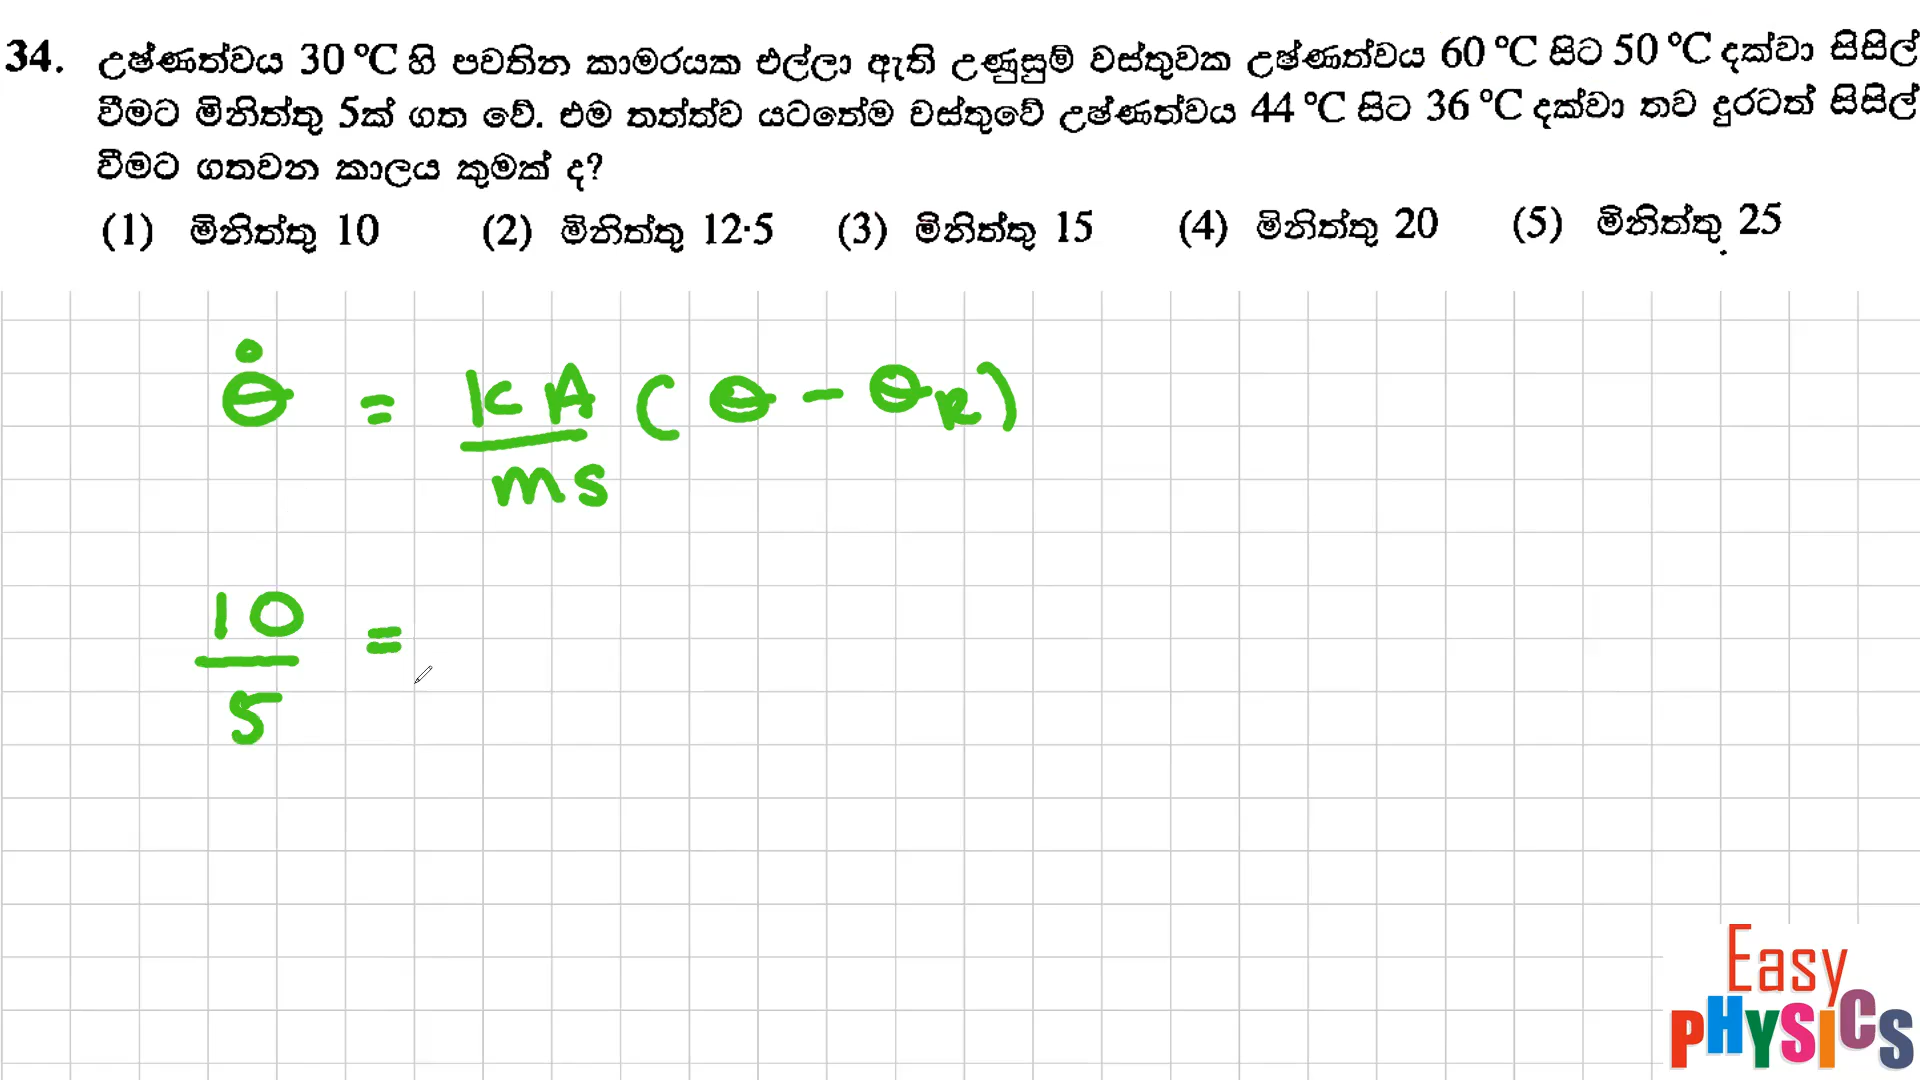 34. උෂ්ණත්වය 30 °C හි පවතින කාමරයක එල්ලා ඇති උණුසුම් වස්තුවක උෂ්ණත්වය 60 °C සිට 50 °C දක්වා සිසිල්
වීමට මිනිත්තු 5ක් ගත වේ. එම තත්ත්ව යටතේම වස්තුවේ උෂ්ණත්වය 44 °C සිට 36 °C දක්වා තව දුරටත් සිසිල්
වීමට ගතවන කාලය කුමක් ද?
(1) මිනිත්තු 10 (2) මිනිත්තු 12·5 (3) මිනිත්තු 15 (4) මිනිත්තු 20 (5) මිනිත්තු 25
θ̇ = KA/ms (θ - θR)
10/5 =
Easy
PHYSICS